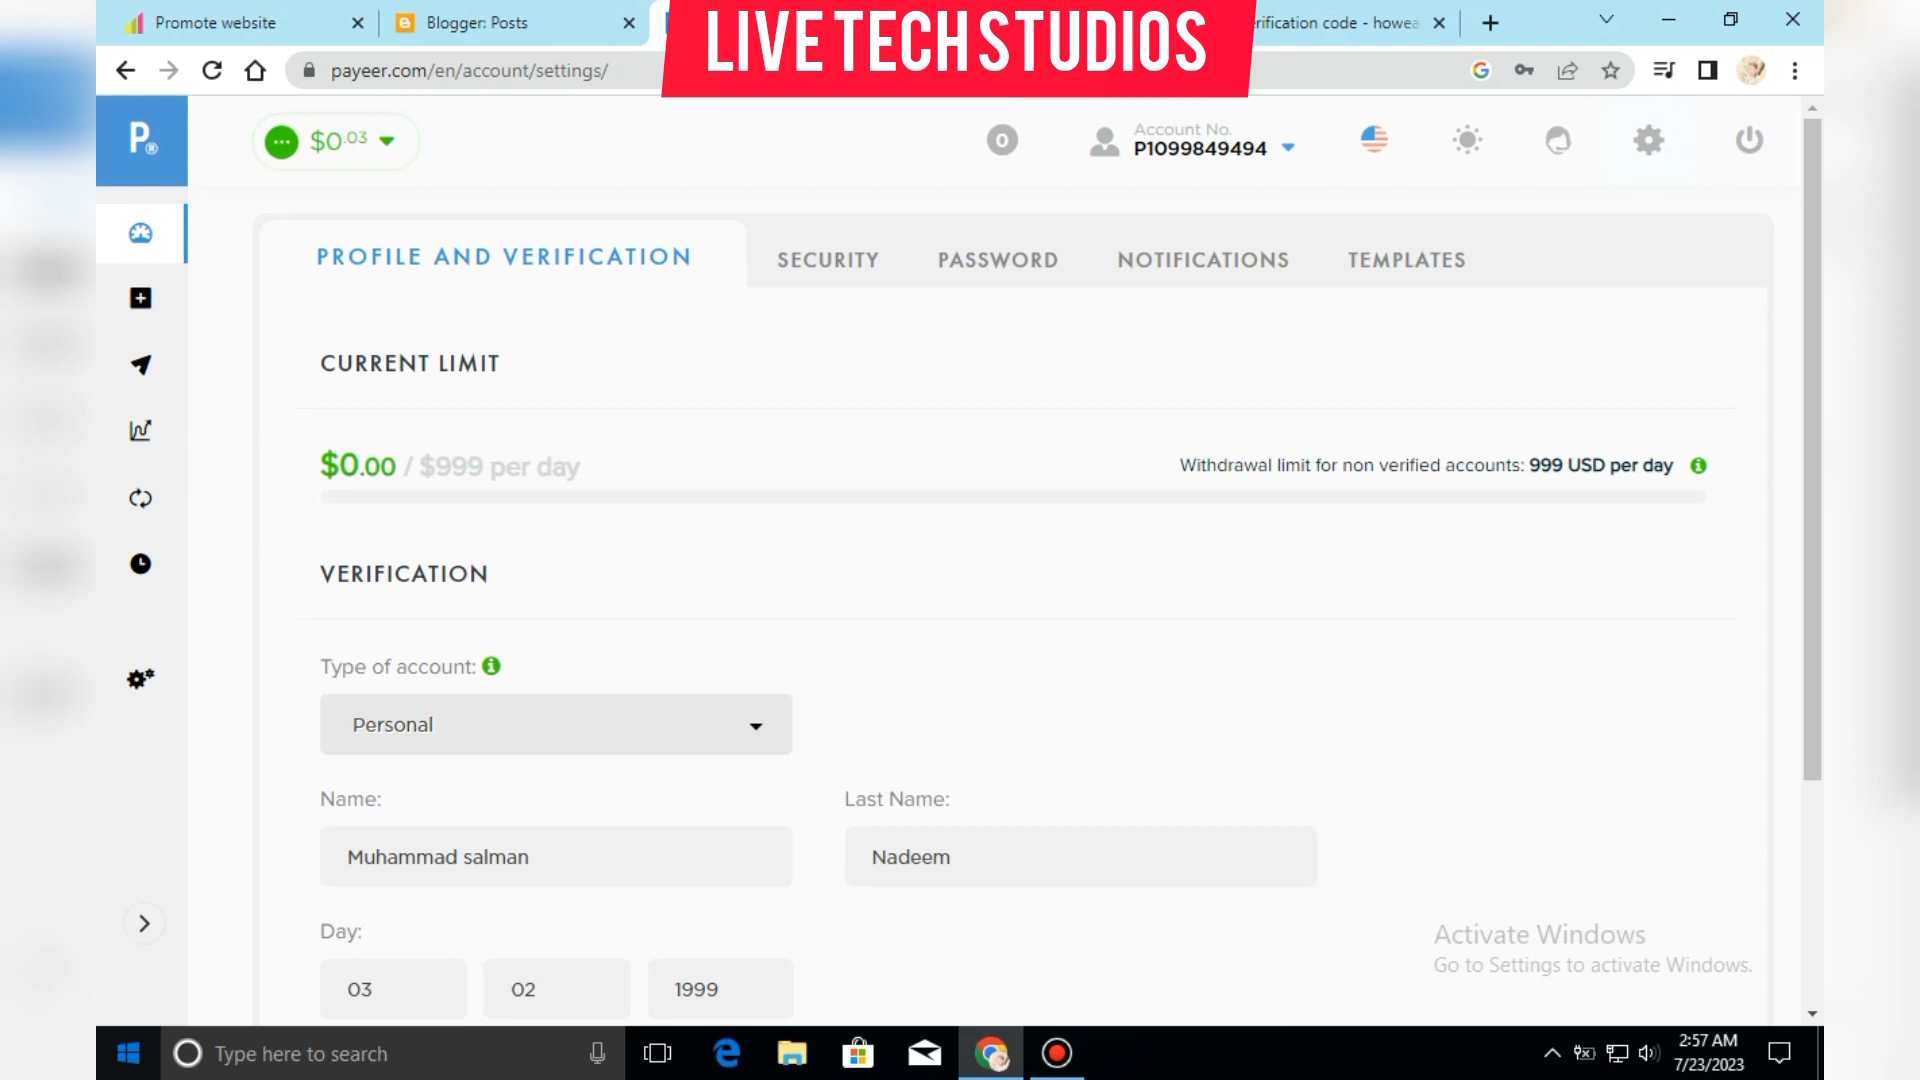 Promote website
Blogger: Posts
LIVE TECH STUDIOS
rification code - howea
payeer.com/en/account/settings/
P®
$0.03
0
Account No.
P1099849494
PROFILE AND VERIFICATION
SECURITY
PASSWORD
NOTIFICATIONS
TEMPLATES
CURRENT LIMIT
$0.00 / $999 per day
Withdrawal limit for non verified accounts: 999 USD per day
VERIFICATION
Type of account:
Personal
Name:
Last Name:
Muhammad salman
Nadeem
Day:
03
02
1999
Activate Windows
Go to Settings to activate Windows.
Type here to search
2:57 AM
7/23/2023